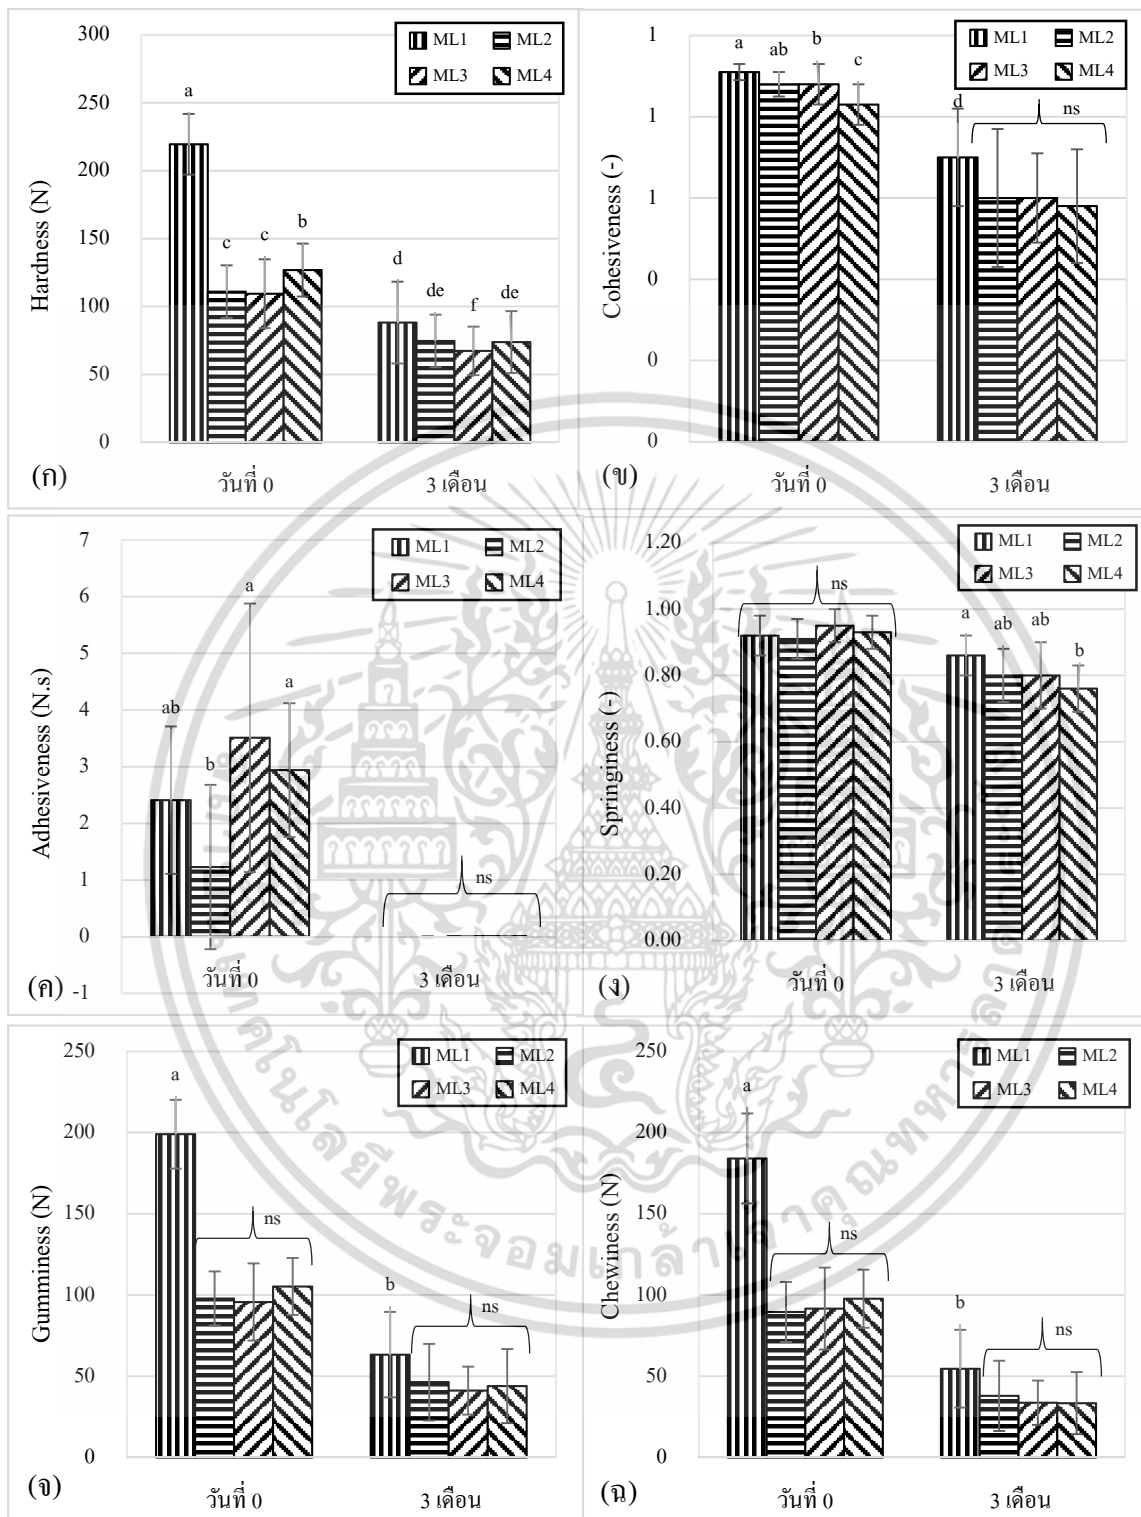 300
250
200
150
100
50
0
Hardness (N)
ML1 ML2
ML3 ML4
a
c
c
b
d
de
f
de
(ก)
วันที่ 0
3 เดือน
1
1
1
0
0
0
Cohesiveness (-)
ML1 ML2
ML3 ML4
a
ab
b
c
d
ns
(ข)
วันที่ 0
3 เดือน
7
6
5
4
3
2
1
0
-1
Adhesiveness (N.s)
ML1 ML2
ML3 ML4
ab
b
a
a
ns
(ค)
วันที่ 0
3 เดือน
1.20
1.00
0.80
0.60
0.40
0.20
0.00
Springiness (-)
ML1 ML2
ML3 ML4
ns
a
ab
ab
b
(ง)
วันที่ 0
3 เดือน
250
200
150
100
50
0
Gumminess (N)
ML1 ML2
ML3 ML4
a
ns
b
ns
(จ)
วันที่ 0
3 เดือน
250
200
150
100
50
0
Chewiness (N)
ML1 ML2
ML3 ML4
a
ns
b
ns
(ฉ)
วันที่ 0
3 เดือน